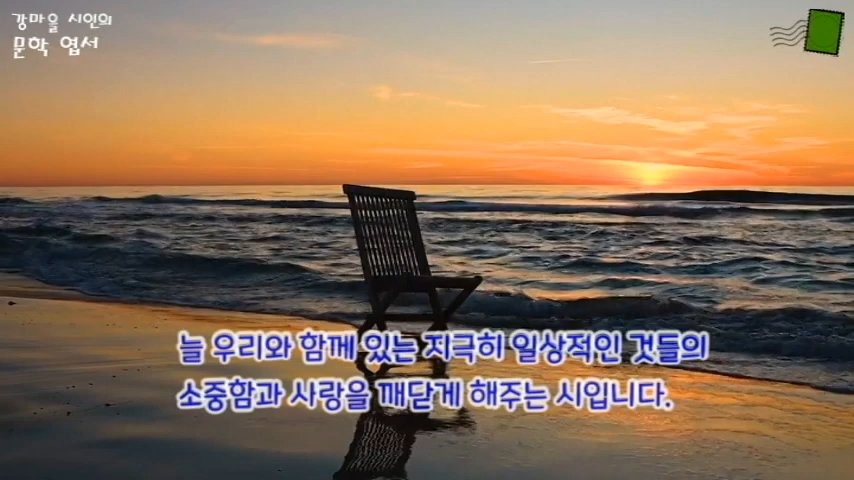 강마을 시인의
문학 엽서
늘 우리와 함께 있는 지극히 일상적인 것들의
소중함과 사랑을 깨닫게 해주는 시입니다.